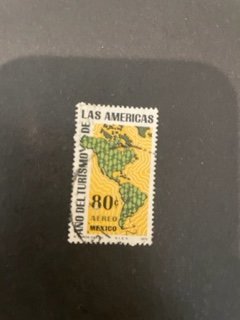 AÑO DEL TURISMO DE LAS AMERICAS
80¢
AEREO
MEXICO